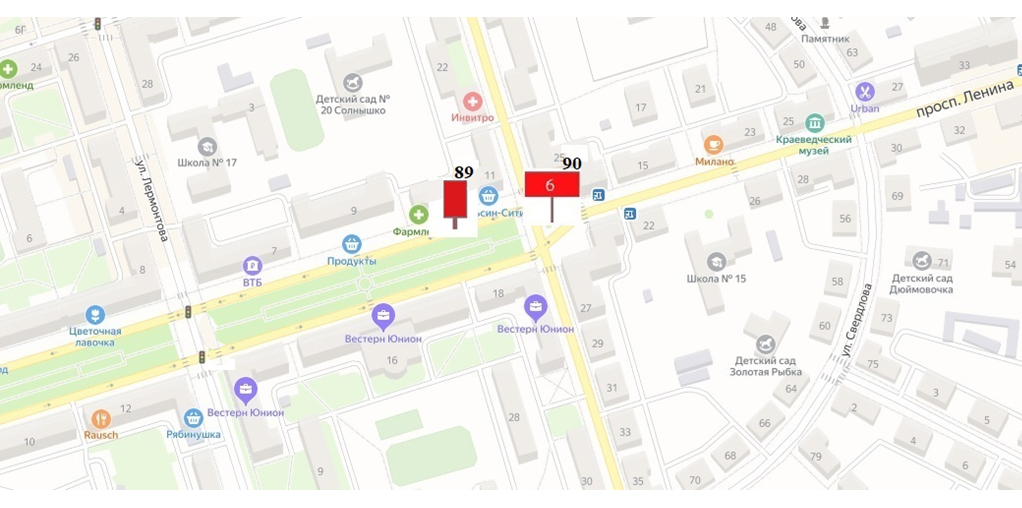 6Г
26
24
омленд
28
3
Школа № 17
Детский сад №
20 Солнышко
22
Инвитро
48
Памятник
63
50
33
27
Urban
просп. Ленина
21
17
25
Краеведческий
музей
23
Милано
15
32
30
ул. Лермонтова
4
6
8
9
7
89
11
90
6
Фармл
ьсин-Сити
Продукты
ВТБ
28
26
69
56
22
Школа № 15
71
Детский сад
Дюймовочка
54
58
Цветочная
лавочка
18
Вестерн Юнион
Вестерн Юнион
27
29
60
73
ул. Свердлова
Детский сад
Золотая Рыбка
75
16
31
64
3
Вестерн Юнион
12
Rausch
Рябинушка
10
28
33
66
2
5
4
9
30
35
68
70
79
6